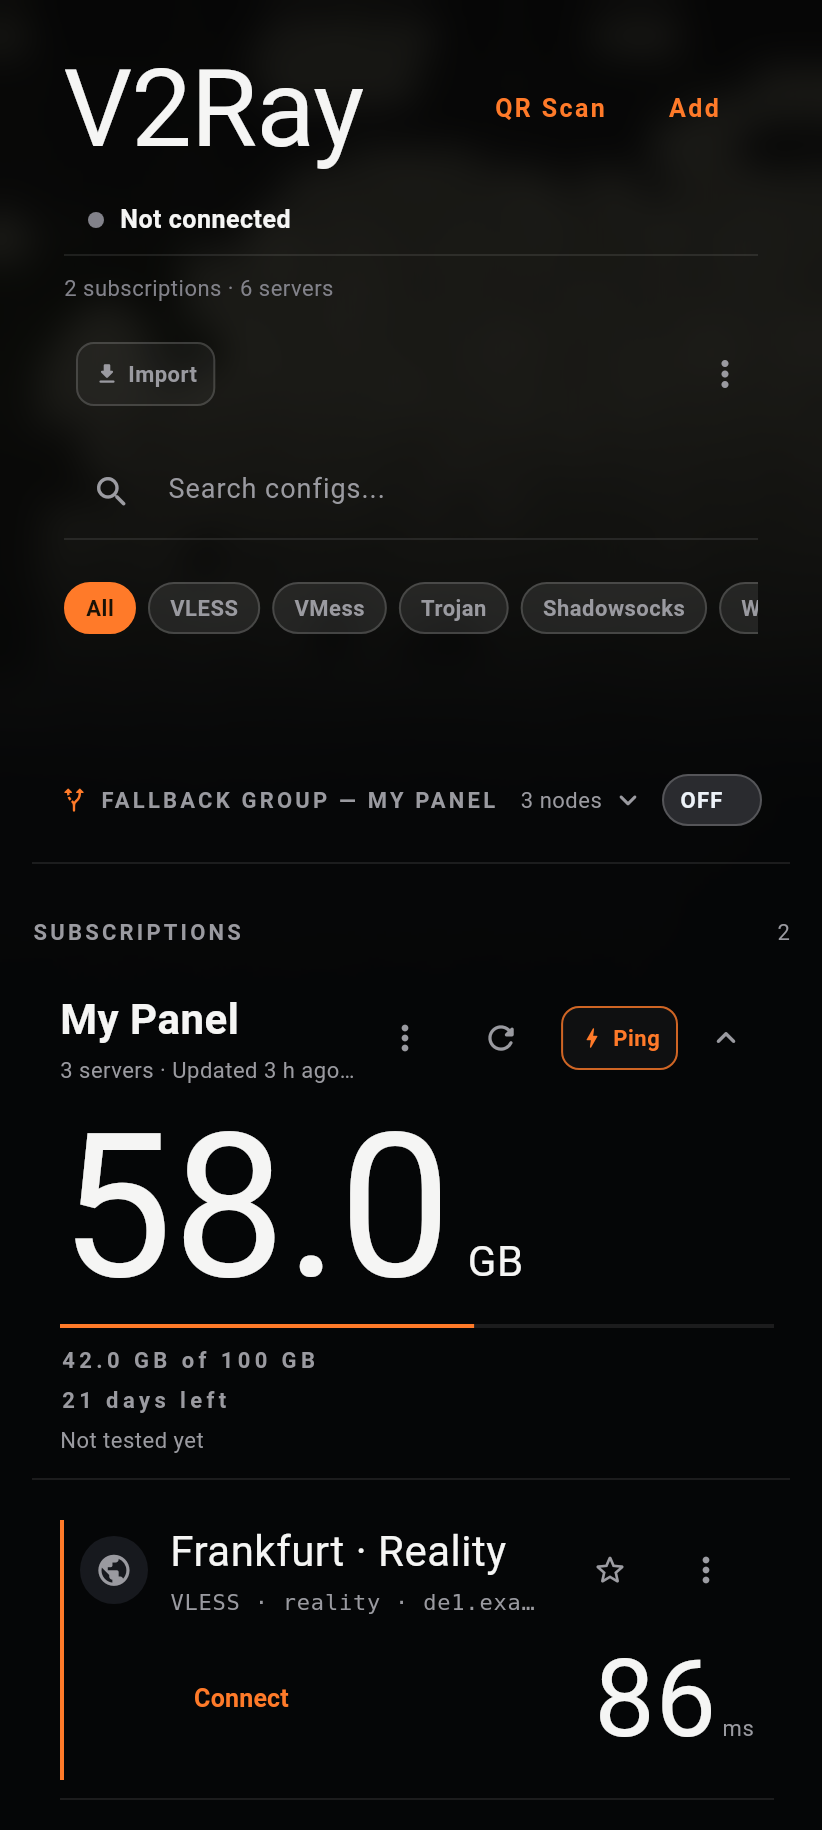 V2Ray
QR Scan
Add
Not connected
2 subscriptions · 6 servers
Import
Search configs...
All
VLESS
VMess
Trojan
Shadowsocks
W
FALLBACK GROUP — MY PANEL
3 nodes
OFF
SUBSCRIPTIONS
2
My Panel
Ping
3 servers · Updated 3 h ago…
58.0 GB
42.0 GB of 100 GB
21 days left
Not tested yet
Frankfurt · Reality
VLESS · reality · de1.exa…
Connect
86 ms